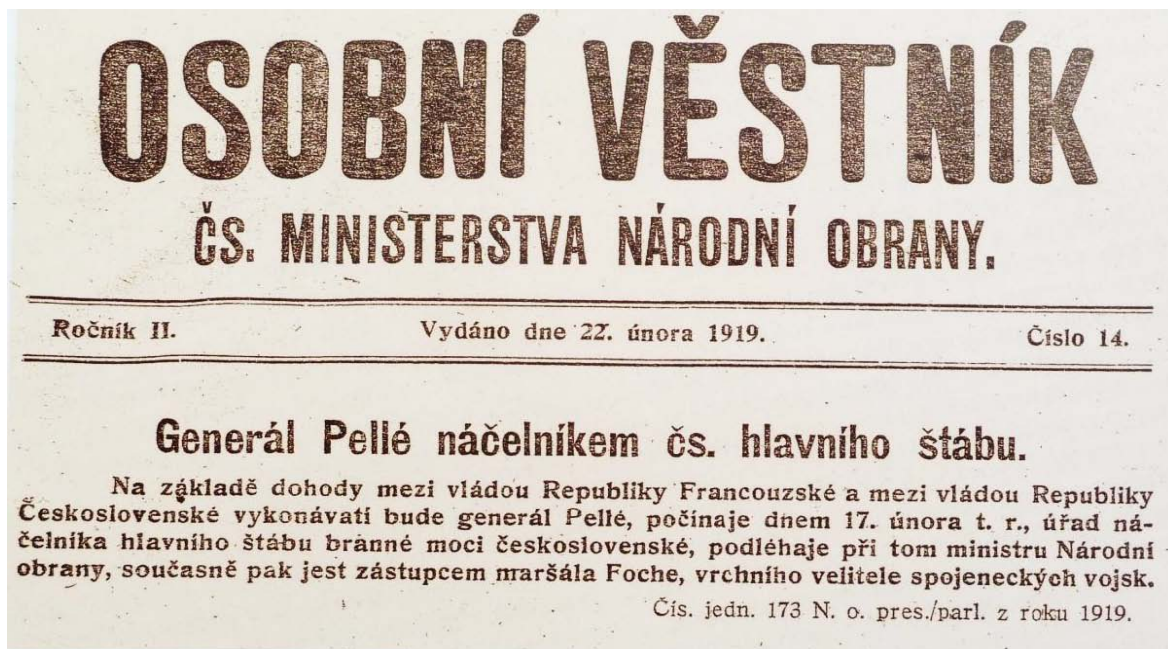 OSOBNÍ VĚSTNÍK
ČS. MINISTERSTVA NÁRODNÍ OBRANY.
Ročník II. Vydáno dne 22. února 1919. Číslo 14.
Generál Pellé náčelníkem čs. hlavního štábu.
Na základě dohody mezi vládou Republiky Francouzské a mezi vládou Republiky
Československé vykonávati bude generál Pellé, počínaje dnem 17. února t. r., úřad ná-
čelníka hlavního štábu branné moci československé, podléhaje při tom ministru Národní
obrany, současně pak jest zástupcem maršála Foche, vrchního velitele spojeneckých vojsk.
Čís. jedn. 173 N. o. pres./parl. z roku 1919.